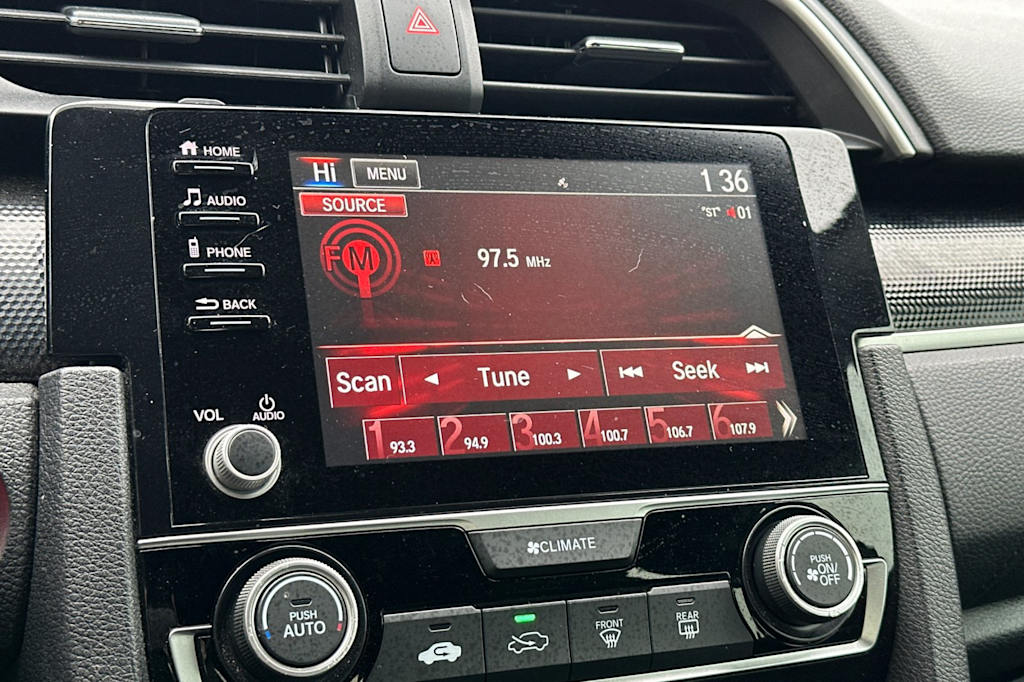 HOME
AUDIO
PHONE
BACK
VOL
AUDIO
Hi MENU 1 36
SOURCE "ST" 01
FM 97.5 MHz
Scan Tune Seek
1 93.3 2 94.9 3 100.3 4 100.7 5 106.7 6 107.9
CLIMATE
PUSH
AUTO
FRONT
REAR
PUSH
ON/
OFF